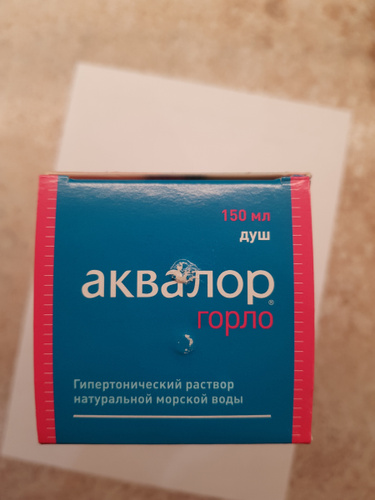 150 мл
душ
аквалор®
горло
Гипертонический раствор
натуральной морской воды